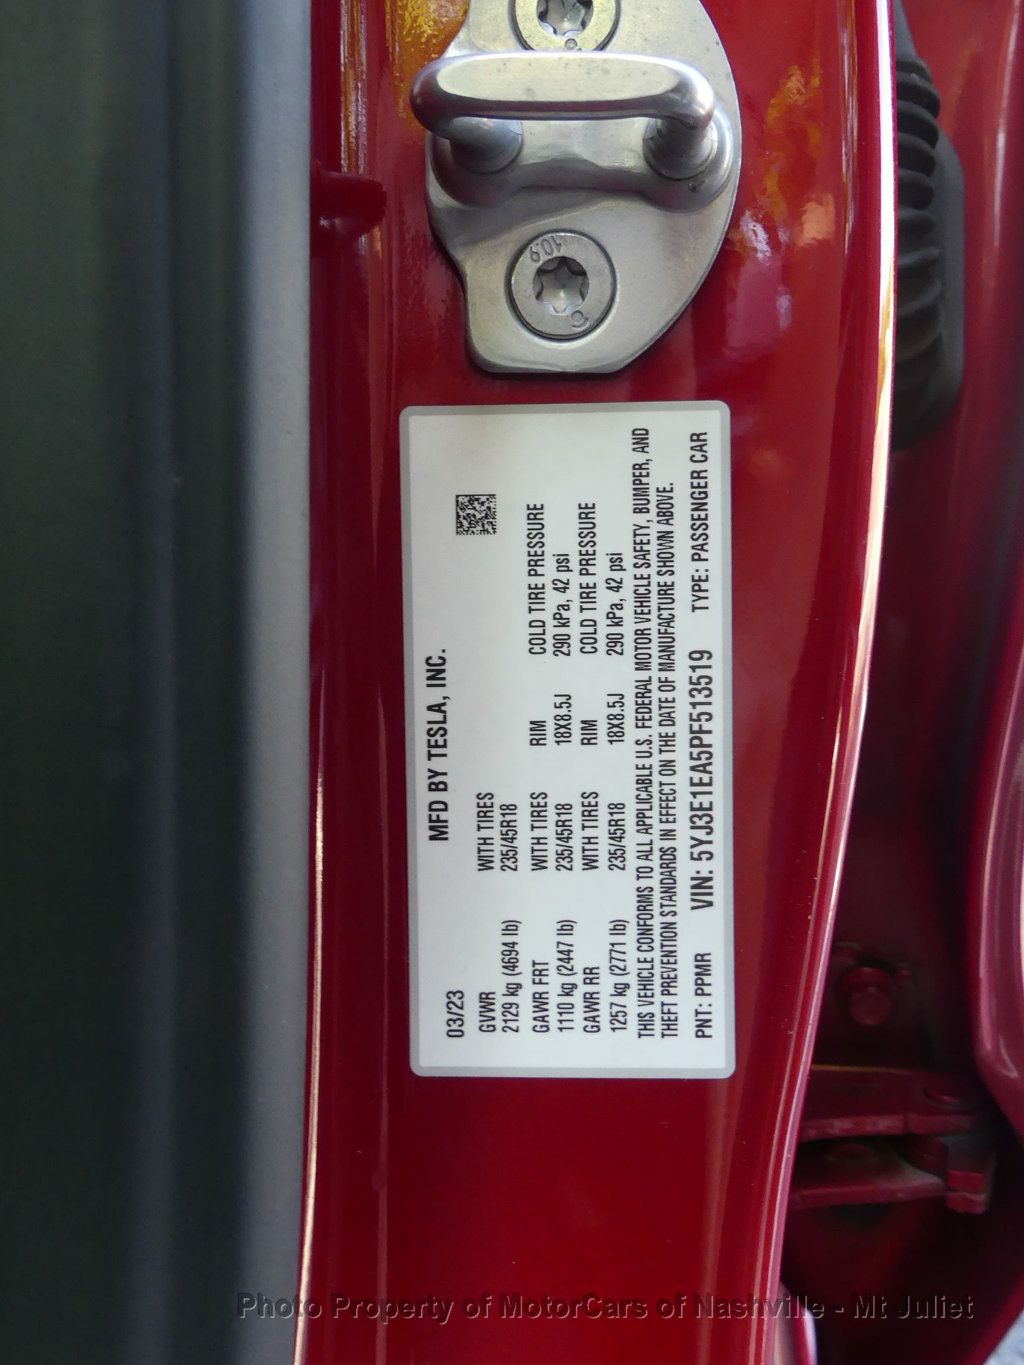 10.9
MFD BY TESLA, INC.
03/23
GVWR WITH TIRES
2129 kg (4694 lb) 235/45R18
GAWR FRT WITH TIRES RIM COLD TIRE PRESSURE
1110 kg (2447 lb) 235/45R18 18X8.5J 290 kPa, 42 psi
GAWR RR WITH TIRES RIM COLD TIRE PRESSURE
1257 kg (2771 lb) 235/45R18 18X8.5J 290 kPa, 42 psi
THIS VEHICLE CONFORMS TO ALL APPLICABLE U.S. FEDERAL MOTOR VEHICLE SAFETY, BUMPER, AND
THEFT PREVENTION STANDARDS IN EFFECT ON THE DATE OF MANUFACTURE SHOWN ABOVE.
PNT: PPMR VIN: 5YJ3E1EA5PF513519 TYPE: PASSENGER CAR
Photo Property of MotorCars of Nashville - Mt Juliet